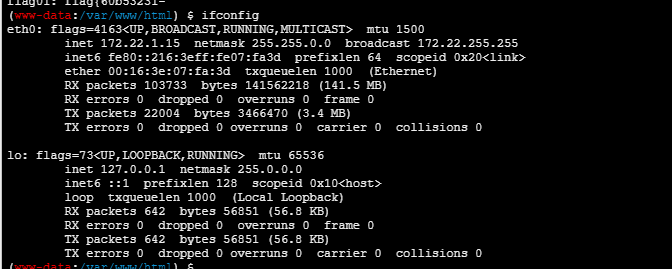 flag01: flag{60b53231-
(www-data:/var/www/html) $ ifconfig
eth0: flags=4163<UP,BROADCAST,RUNNING,MULTICAST>  mtu 1500
        inet 172.22.1.15  netmask 255.255.0.0  broadcast 172.22.255.255
        inet6 fe80::216:3eff:fe07:fa3d  prefixlen 64  scopeid 0x20<link>
        ether 00:16:3e:07:fa:3d  txqueuelen 1000  (Ethernet)
        RX packets 103733  bytes 141562218 (141.5 MB)
        RX errors 0  dropped 0  overruns 0  frame 0
        TX packets 22004  bytes 3466470 (3.4 MB)
        TX errors 0  dropped 0 overruns 0  carrier 0  collisions 0
lo: flags=73<UP,LOOPBACK,RUNNING>  mtu 65536
        inet 127.0.0.1  netmask 255.0.0.0
        inet6 ::1  prefixlen 128  scopeid 0x10<host>
        loop  txqueuelen 1000  (Local Loopback)
        RX packets 642  bytes 56851 (56.8 KB)
        RX errors 0  dropped 0  overruns 0  frame 0
        TX packets 642  bytes 56851 (56.8 KB)
        TX errors 0  dropped 0 overruns 0  carrier 0  collisions 0
(www-data:/var/www/html) $